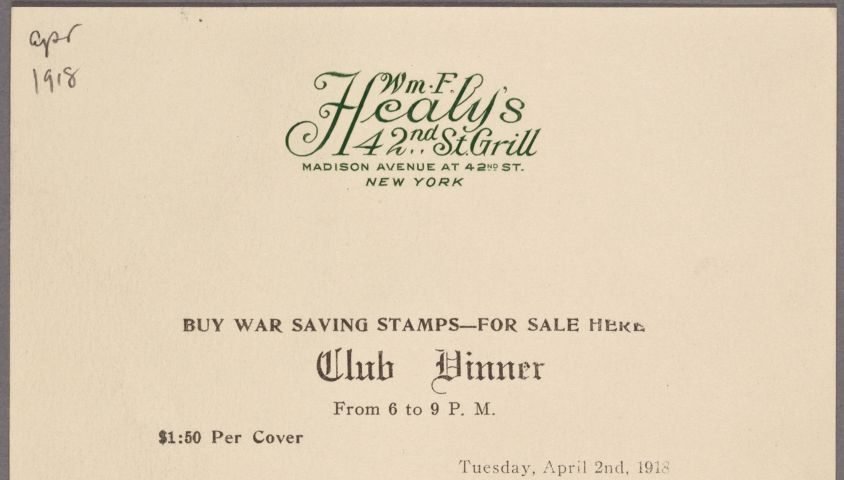 apr
1918
Wm. F.
Healy's
42nd St. Grill
MADISON AVENUE AT 42ND ST.
NEW YORK
BUY WAR SAVING STAMPS—FOR SALE HERE
Club Dinner
From 6 to 9 P. M.
$1:50 Per Cover
Tuesday, April 2nd, 1918